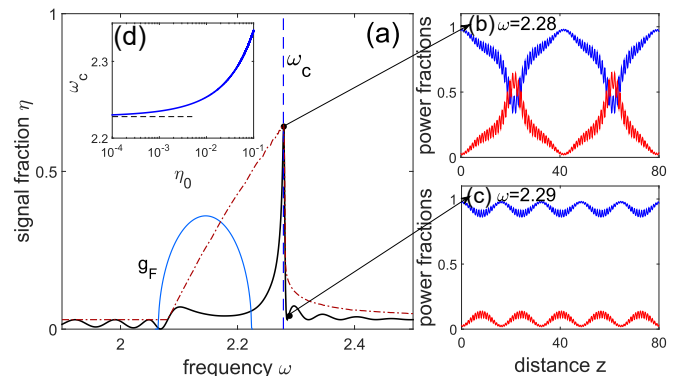 (d)
(a)
(b)
ω=2.28
2.3
2.2
ω_c
10^-4
10^-3
10^-2
10^-1
η_0
ω_c
1
0.5
0
signal fraction η
g_F
2
2.2
2.4
frequency ω
1
0.5
0
power fractions
0
40
80
(c)
ω=2.29
1
0.5
0
power fractions
0
40
80
distance z